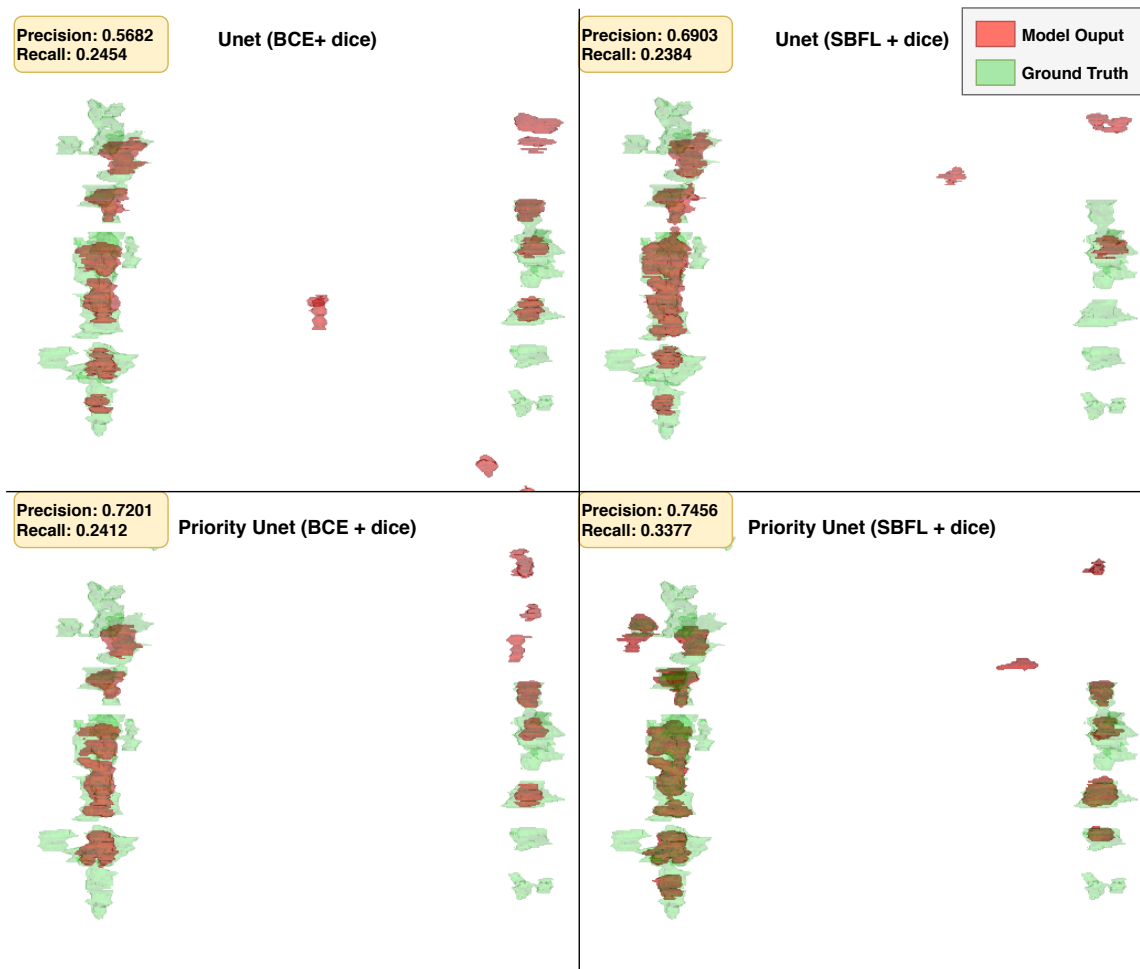 Precision: 0.5682
Recall: 0.2454
Unet (BCE+ dice)
Precision: 0.6903
Recall: 0.2384
Unet (SBFL + dice)
Model Ouput
Ground Truth
Precision: 0.7201
Recall: 0.2412
Priority Unet (BCE + dice)
Precision: 0.7456
Recall: 0.3377
Priority Unet (SBFL + dice)